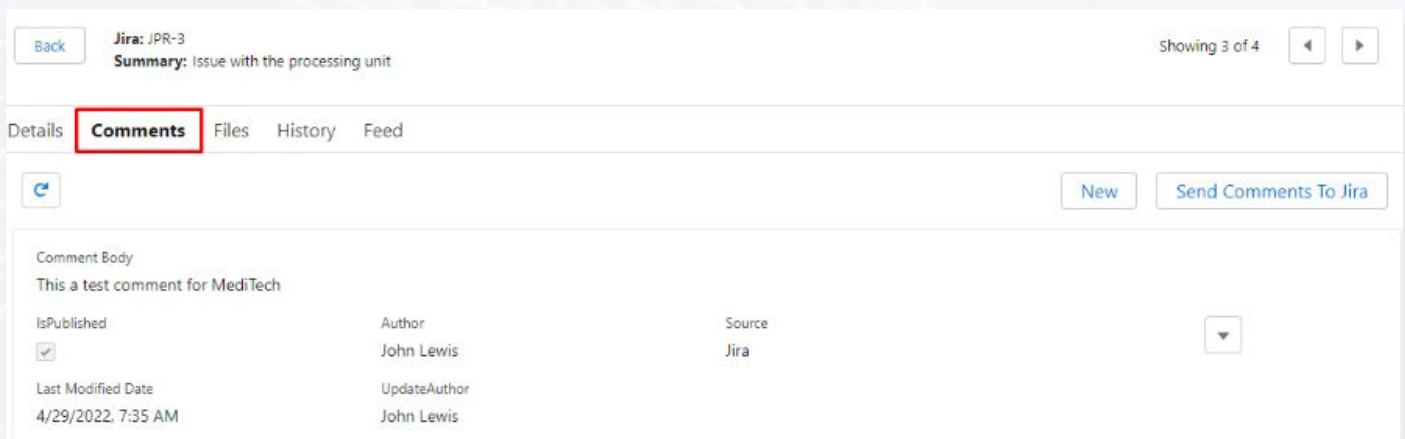 Back
Jira: JPR-3
Summary: Issue with the processing unit
Showing 3 of 4
Details Comments Files History Feed
New Send Comments To Jira
Comment Body
This a test comment for MediTech
IsPublished Author Source
John Lewis Jira
Last Modified Date UpdateAuthor
4/29/2022, 7:35 AM John Lewis